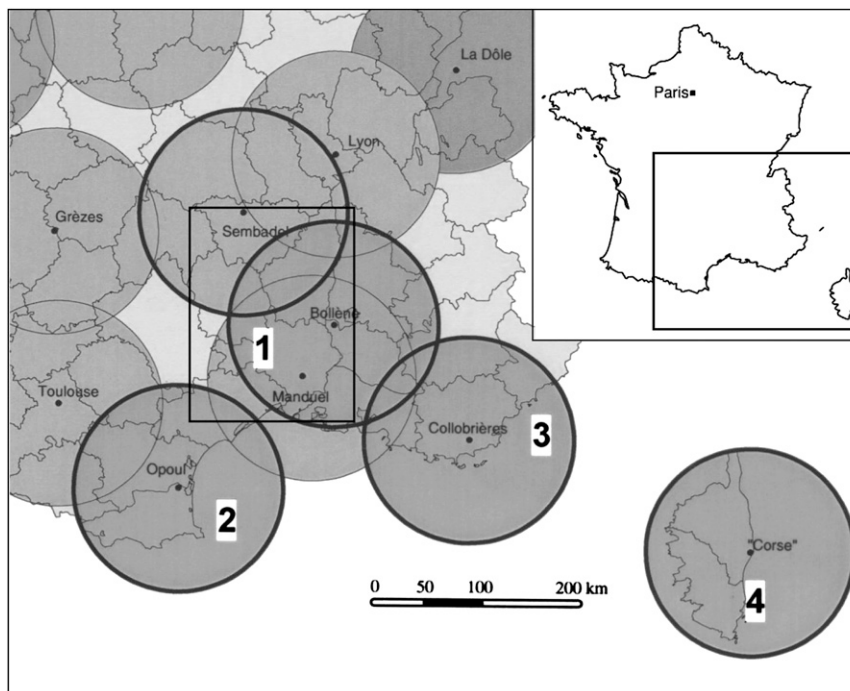 La Dôle
Paris
Lyon
Grèzes
Sembadel
Bollène
1
Toulouse
Manduel
Collobrières
3
Opoul
2
"Corse"
4
0 50 100 200 km